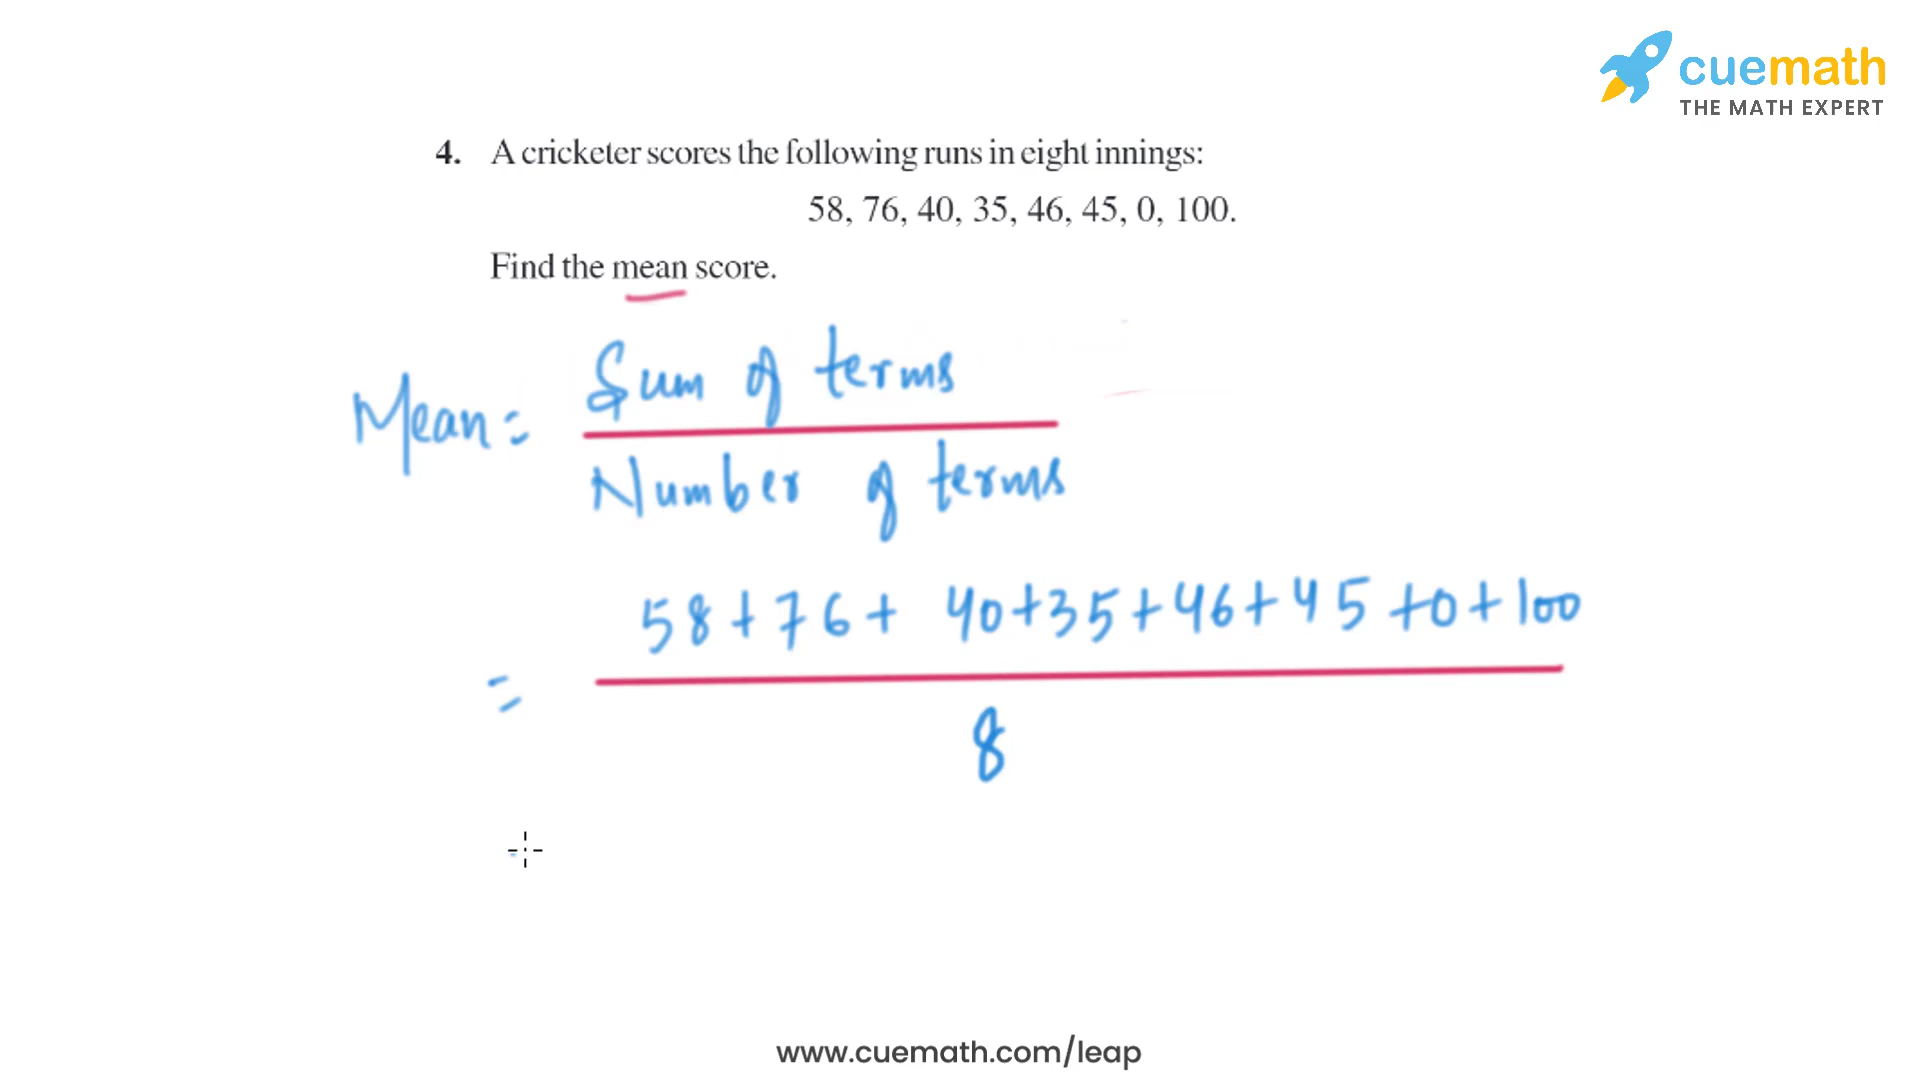 cuemath
THE MATH EXPERT
4. A cricketer scores the following runs in eight innings:
58, 76, 40, 35, 46, 45, 0, 100.
Find the mean score.
Mean = Sum of terms
Number of terms
58+76+ 40+35+46+45+0+100
=
8
www.cuemath.com/leap